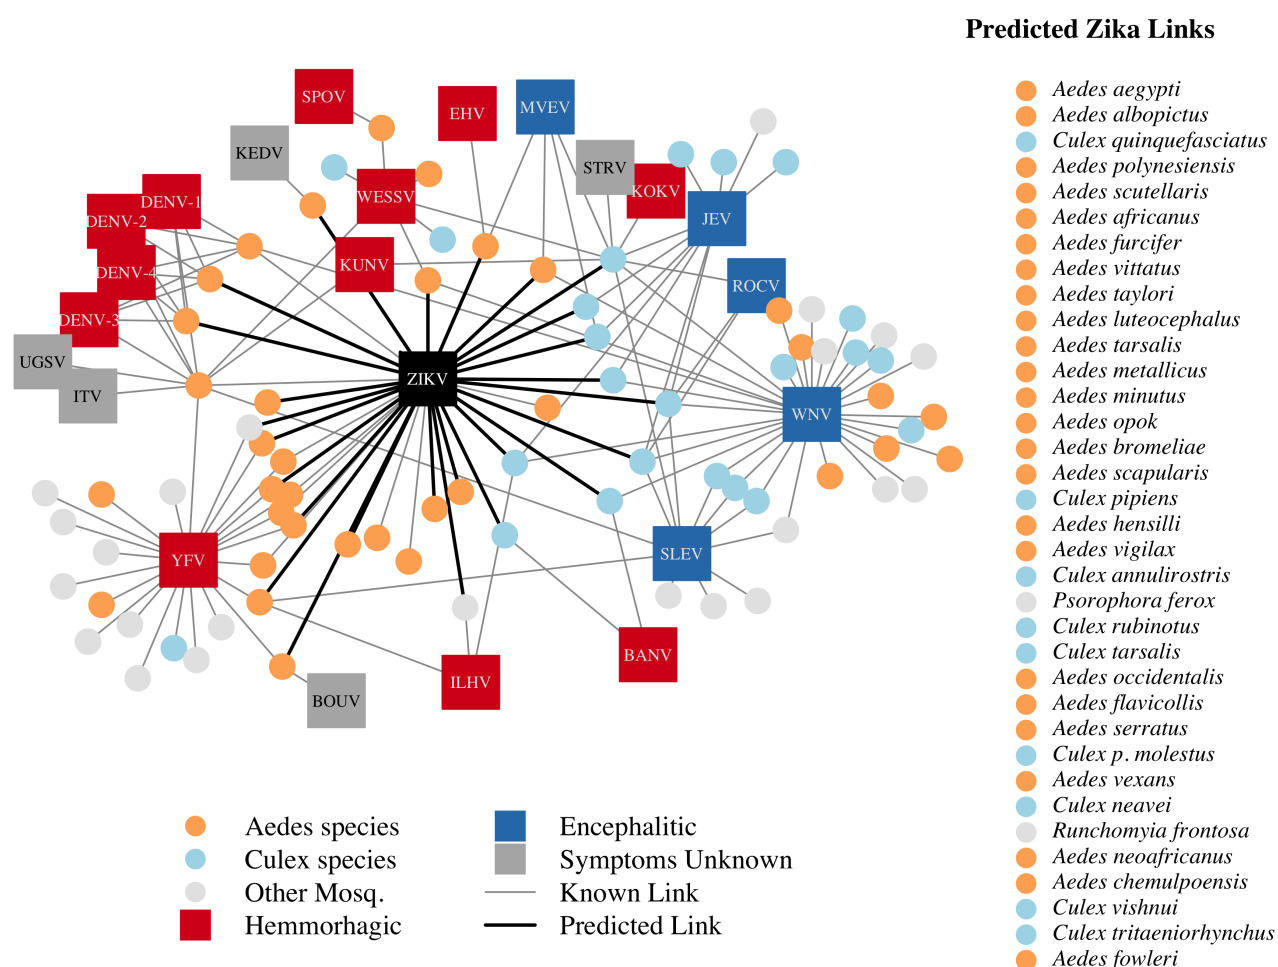 Predicted Zika Links
SPOV
EHV
MVEV
KEDV
STRV
WESSV
KOKV
DENV-1
DENV-2
JEV
KUNV
DENV-4
ROCV
DENV-3
UGSV
ZIKV
ITV
WNV
YFV
SLEV
BANV
ILHV
BOUV
Aedes aegypti
Aedes albopictus
Culex quinquefasciatus
Aedes polynesiensis
Aedes scutellaris
Aedes africanus
Aedes furcifer
Aedes vittatus
Aedes taylori
Aedes luteocephalus
Aedes tarsalis
Aedes metallicus
Aedes minutus
Aedes opok
Aedes bromeliae
Aedes scapularis
Culex pipiens
Aedes hensilli
Aedes vigilax
Culex annulirostris
Psorophora ferox
Culex rubinotus
Culex tarsalis
Aedes occidentalis
Aedes flavicollis
Aedes serratus
Culex p. molestus
Aedes vexans
Culex neavei
Runchomyia frontosa
Aedes neoafricanus
Aedes chemulpoensis
Culex vishnui
Culex tritaeniorhynchus
Aedes fowleri
Aedes species
Culex species
Other Mosq.
Hemmorhagic
Encephalitic
Symptoms Unknown
Known Link
Predicted Link